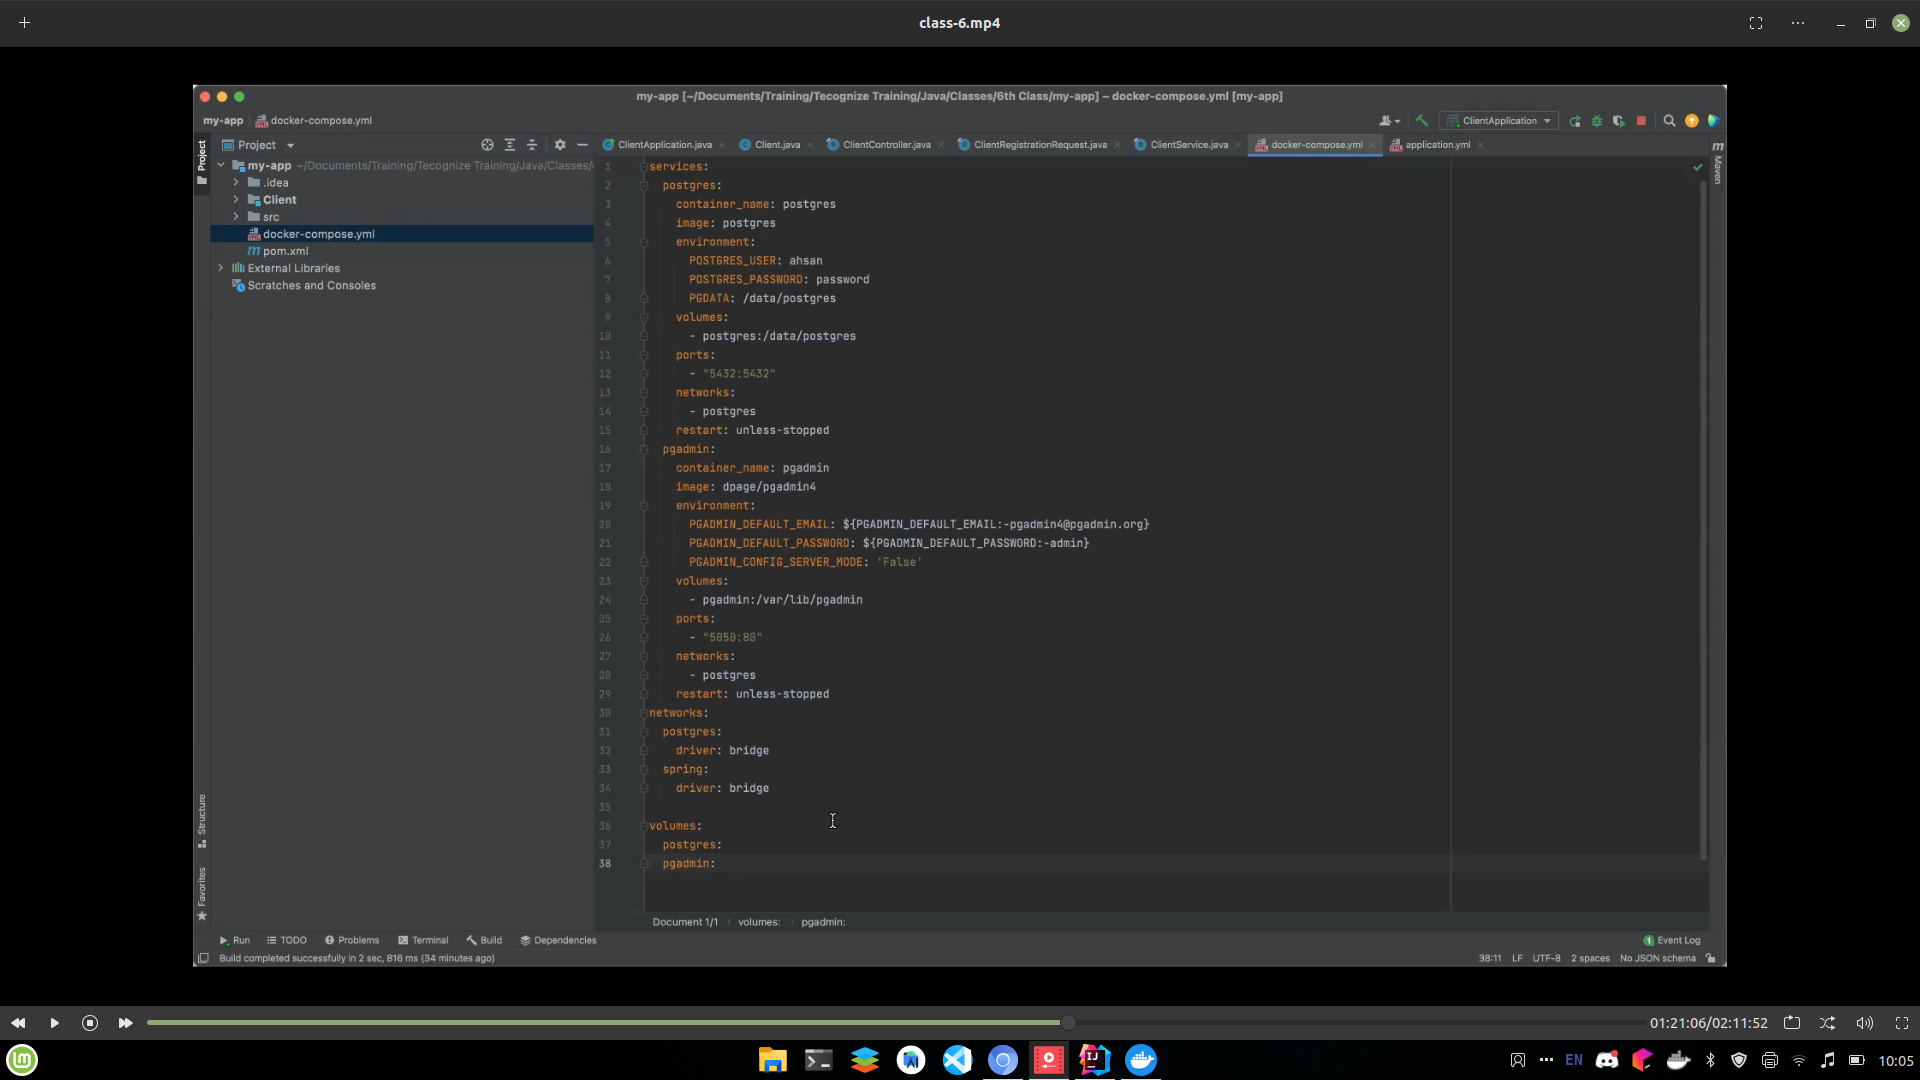 class-6.mp4
my-app [~/Documents/Training/Tecognize Training/Java/Classes/6th Class/my-app] – docker-compose.yml [my-app]
my-app
docker-compose.yml
ClientApplication
Project
Project
ClientApplication.java
Client.java
ClientController.java
ClientRegistrationRequest.java
ClientService.java
docker-compose.yml
application.yml
Maven
my-app ~/Documents/Training/Tecognize Training/Java/Classes/
.idea
Client
src
docker-compose.yml
pom.xml
External Libraries
Scratches and Consoles
1 services:
2 postgres:
3 container_name: postgres
4 image: postgres
5 environment:
6 POSTGRES_USER: ahsan
7 POSTGRES_PASSWORD: password
8 PGDATA: /data/postgres
9 volumes:
10 - postgres:/data/postgres
11 ports:
12 - "5432:5432"
13 networks:
14 - postgres
15 restart: unless-stopped
16 pgadmin:
17 container_name: pgadmin
18 image: dpage/pgadmin4
19 environment:
20 PGADMIN_DEFAULT_EMAIL: ${PGADMIN_DEFAULT_EMAIL:-pgadmin4@pgadmin.org}
21 PGADMIN_DEFAULT_PASSWORD: ${PGADMIN_DEFAULT_PASSWORD:-admin}
22 PGADMIN_CONFIG_SERVER_MODE: 'False'
23 volumes:
24 - pgadmin:/var/lib/pgadmin
25 ports:
26 - "5050:80"
27 networks:
28 - postgres
29 restart: unless-stopped
30 networks:
31 postgres:
32 driver: bridge
33 spring:
34 driver: bridge
35
36 volumes:
37 postgres:
38 pgadmin:
Structure
Favorites
Document 1/1 › volumes: › pgadmin:
Run
TODO
Problems
Terminal
Build
Dependencies
1 Event Log
Build completed successfully in 2 sec, 816 ms (34 minutes ago)
38:11 LF UTF-8 2 spaces No JSON schema
01:21:06/02:11:52
EN
10:05